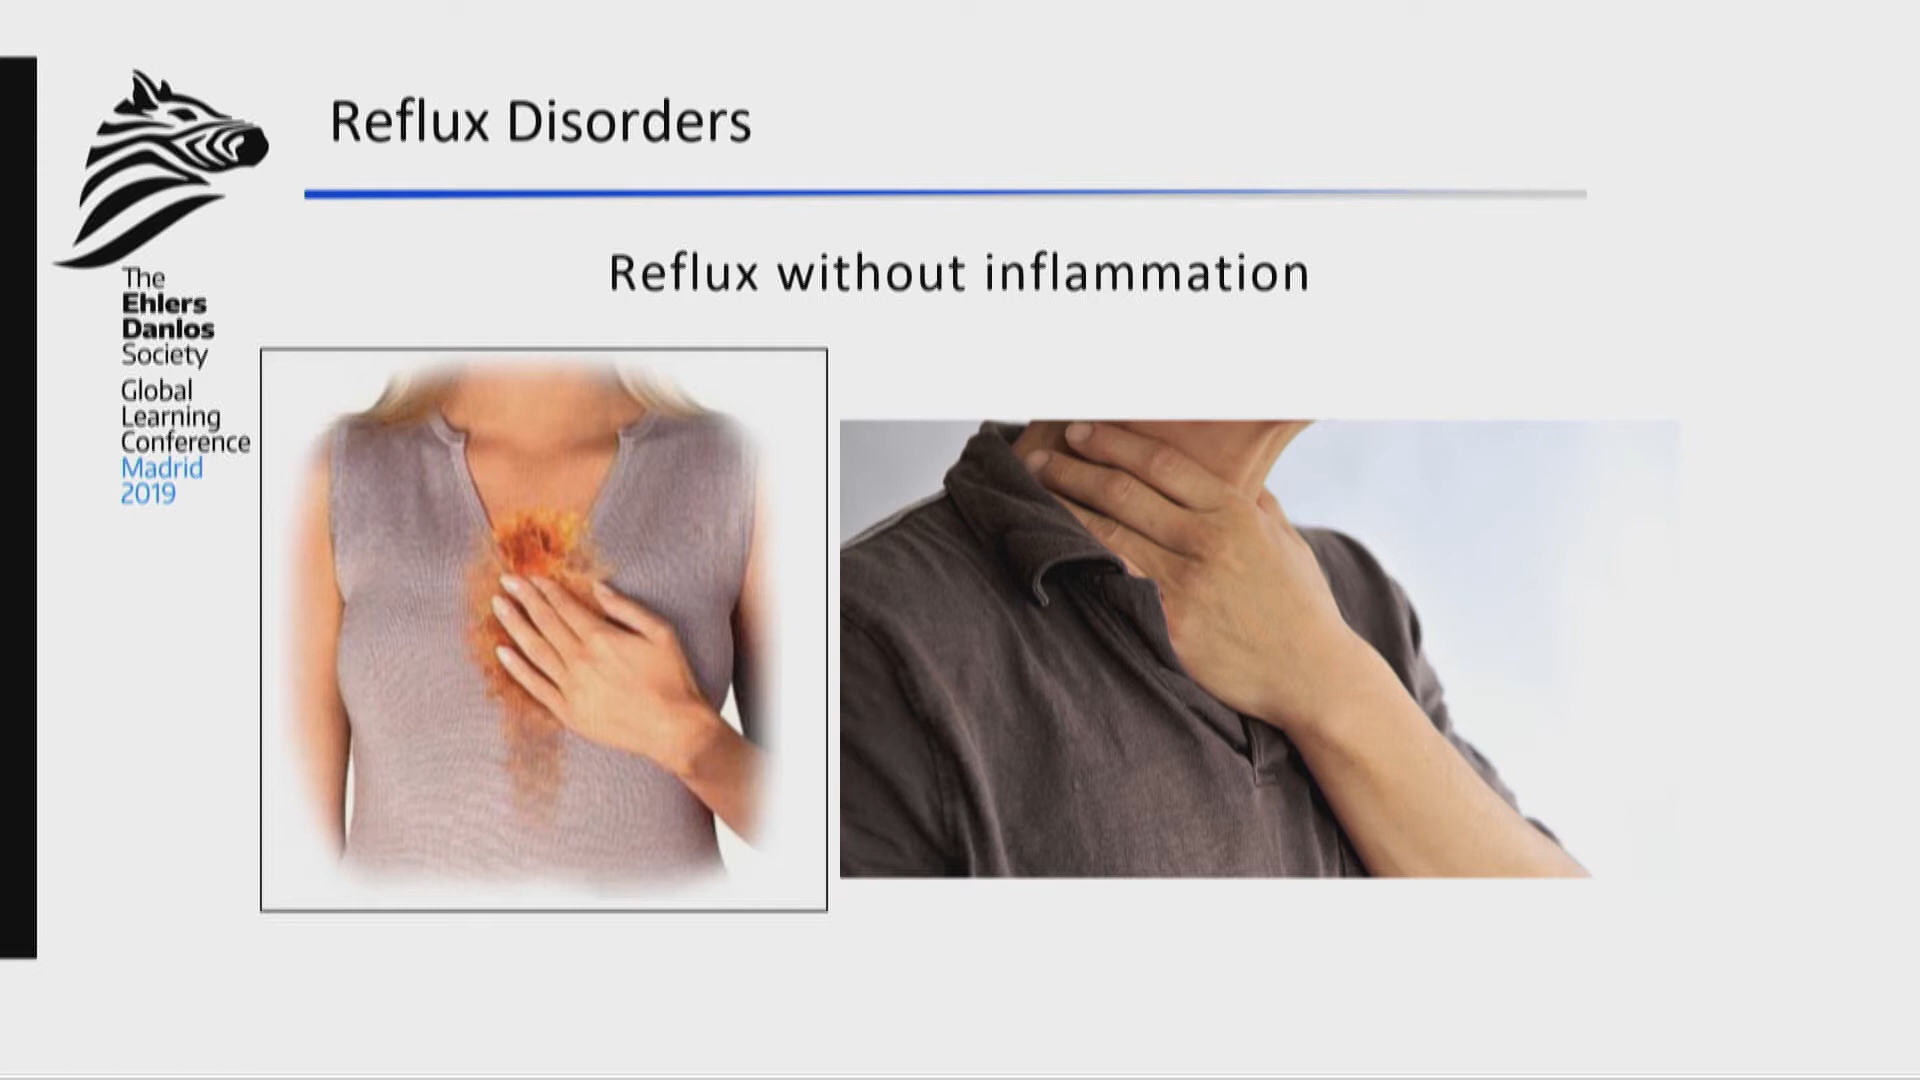 Reflux Disorders
Reflux without inflammation
The
Ehlers
Danlos
Society
Global
Learning
Conference
Madrid
2019